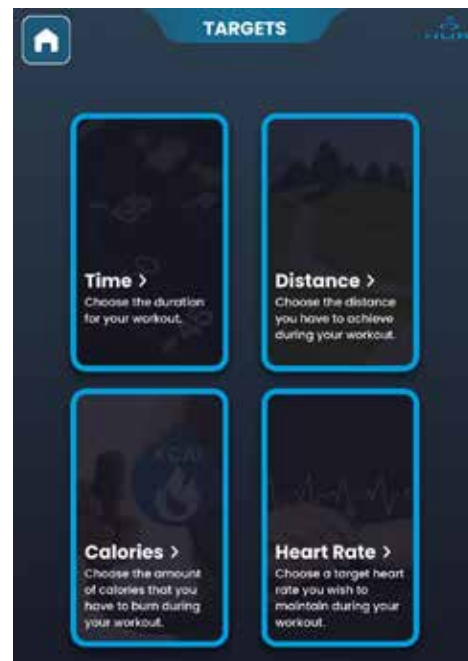 TARGETS
Time >
Choose the duration
for your workout.
Distance >
Choose the distance
you have to achieve
during your workout.
KCAL
Calories >
Choose the amount
of calories that you
have to burn during
your workout.
Heart Rate >
Choose a target heart
rate you wish to
maintain during your
workout.